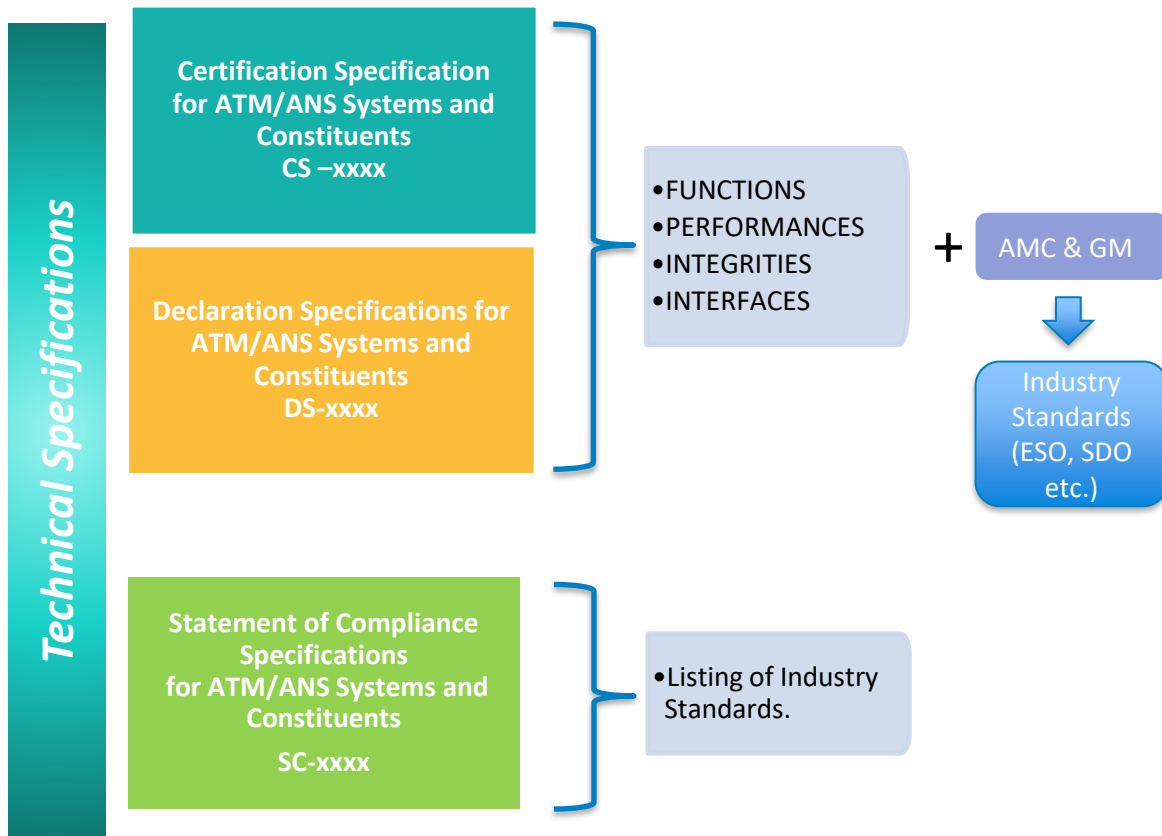 Technical Specifications
Certification Specification
for ATM/ANS Systems and
Constituents
CS –xxxx
Declaration Specifications for
ATM/ANS Systems and
Constituents
DS-xxxx
•FUNCTIONS
•PERFORMANCES
•INTEGRITIES
•INTERFACES
+
AMC & GM
Industry
Standards
(ESO, SDO
etc.)
Statement of Compliance
Specifications
for ATM/ANS Systems and
Constituents
SC-xxxx
•Listing of Industry
Standards.